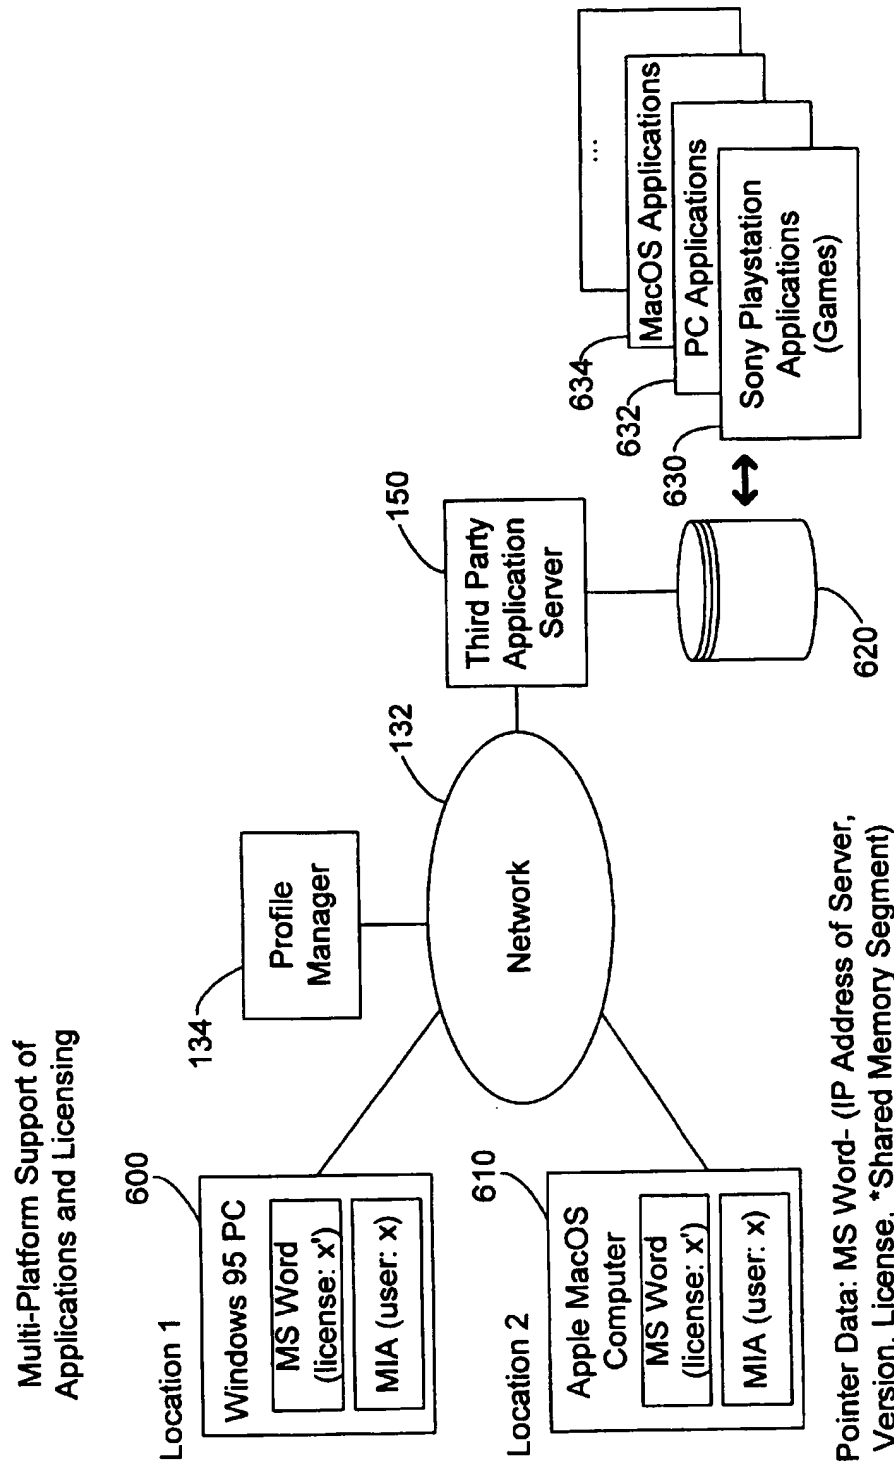 Multi-Platform Support of
Applications and Licensing
Location 1
600
Windows 95 PC
MS Word
(license: x')
MIA (user: x)
Location 2
610
Apple MacOS
Computer
MS Word
(license: x')
MIA (user: x)
134
Profile
Manager
132
Network
150
Third Party
Application
Server
620
634
632
630
...
MacOS Applications
PC Applications
Sony Playstation
Applications
(Games)
Pointer Data: MS Word- (IP Address of Server,
Version, License, *Shared Memory Segment)